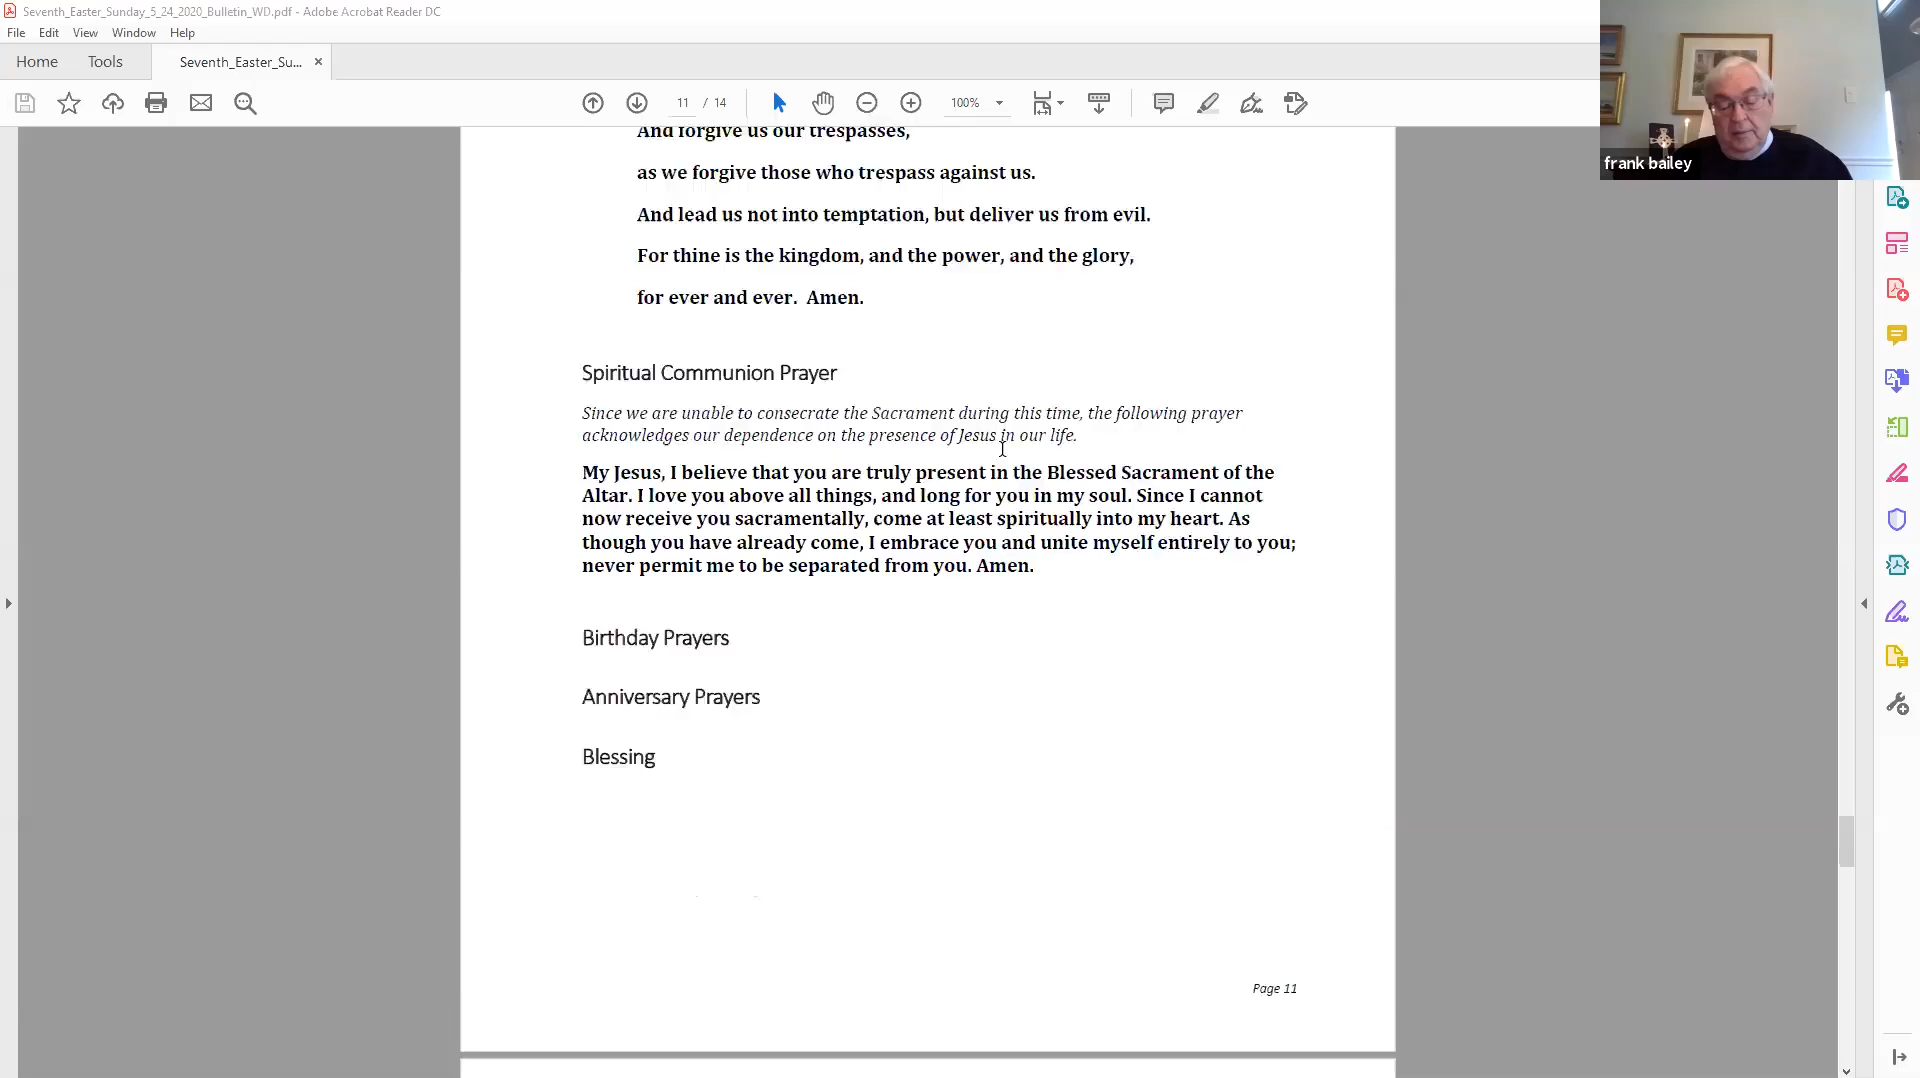 Seventh_Easter_Sunday_5_24_2020_Bulletin_WD.pdf - Adobe Acrobat Reader DC
File Edit View Window Help
Home Tools Seventh_Easter_Su... ×
11 / 14 100%
frank bailey
And forgive us our trespasses,
as we forgive those who trespass against us.
And lead us not into temptation, but deliver us from evil.
For thine is the kingdom, and the power, and the glory,
for ever and ever. Amen.
Spiritual Communion Prayer
Since we are unable to consecrate the Sacrament during this time, the following prayer
acknowledges our dependence on the presence of Jesus in our life.
My Jesus, I believe that you are truly present in the Blessed Sacrament of the
Altar. I love you above all things, and long for you in my soul. Since I cannot
now receive you sacramentally, come at least spiritually into my heart. As
though you have already come, I embrace you and unite myself entirely to you;
never permit me to be separated from you. Amen.
Birthday Prayers
Anniversary Prayers
Blessing
Page 11